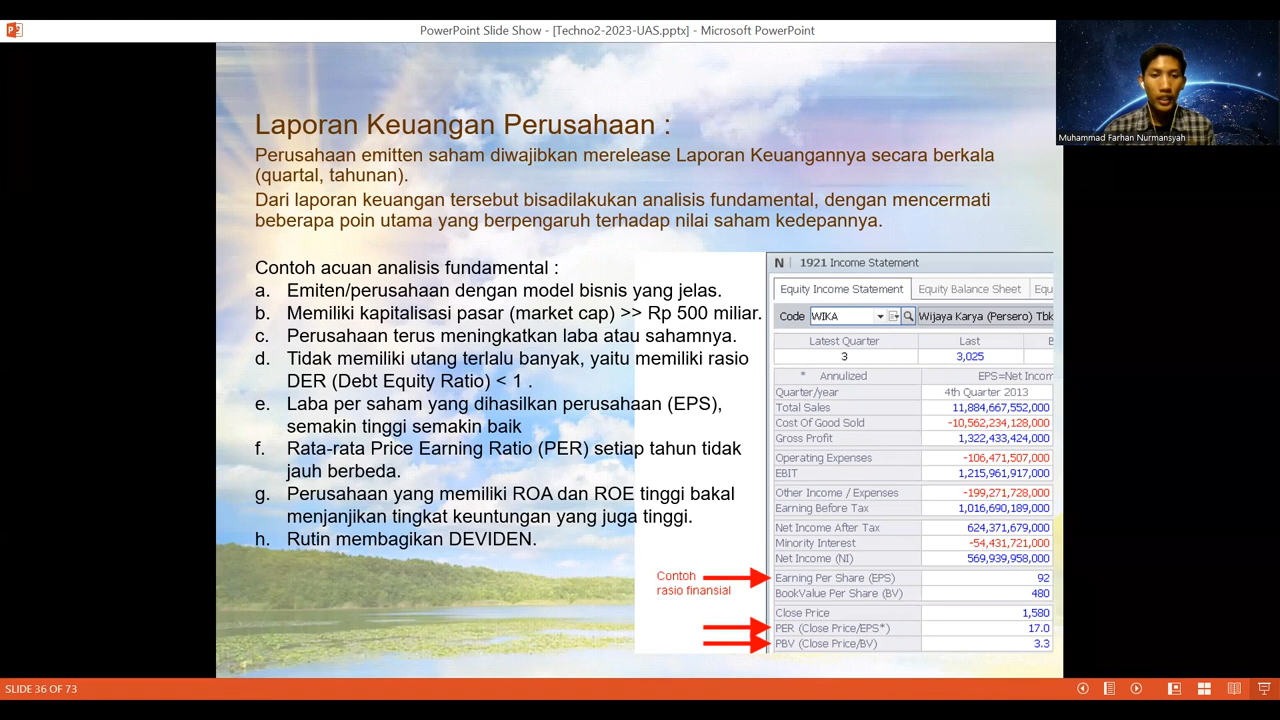 PowerPoint Slide Show - [Techno2-2023-UAS.pptx] - Microsoft PowerPoint
Muhammad Farhan Nurmansyah
Laporan Keuangan Perusahaan :
Perusahaan emitten saham diwajibkan merelease Laporan Keuangannya secara berkala
(quartal, tahunan).
Dari laporan keuangan tersebut bisadilakukan analisis fundamental, dengan mencermati
beberapa poin utama yang berpengaruh terhadap nilai saham kedepannya.
Contoh acuan analisis fundamental :
a. Emiten/perusahaan dengan model bisnis yang jelas.
b. Memiliki kapitalisasi pasar (market cap) >> Rp 500 miliar.
c. Perusahaan terus meningkatkan laba atau sahamnya.
d. Tidak memiliki utang terlalu banyak, yaitu memiliki rasio
DER (Debt Equity Ratio) < 1 .
e. Laba per saham yang dihasilkan perusahaan (EPS),
semakin tinggi semakin baik
f. Rata-rata Price Earning Ratio (PER) setiap tahun tidak
jauh berbeda.
g. Perusahaan yang memiliki ROA dan ROE tinggi bakal
menjanjikan tingkat keuntungan yang juga tinggi.
h. Rutin membagikan DEVIDEN.
Contoh
rasio finansial
N 1921 Income Statement
Equity Income Statement Equity Balance Sheet Equ
Code WIKA Wijaya Karya (Persero) Tbk
Latest Quarter Last B
3 3,025
* Annulized EPS=Net Incom
Quarter/year 4th Quarter 2013
Total Sales 11,884,667,552,000
Cost Of Good Sold -10,562,234,128,000
Gross Profit 1,322,433,424,000
Operating Expenses -106,471,507,000
EBIT 1,215,961,917,000
Other Income / Expenses -199,271,728,000
Earning Before Tax 1,016,690,189,000
Net Income After Tax 624,371,679,000
Minority Interest -54,431,721,000
Net Income (NI) 569,939,958,000
Earning Per Share (EPS) 92
BookValue Per Share (BV) 480
Close Price 1,580
PER (Close Price/EPS*) 17.0
PBV (Close Price/BV) 3.3
SLIDE 36 OF 73